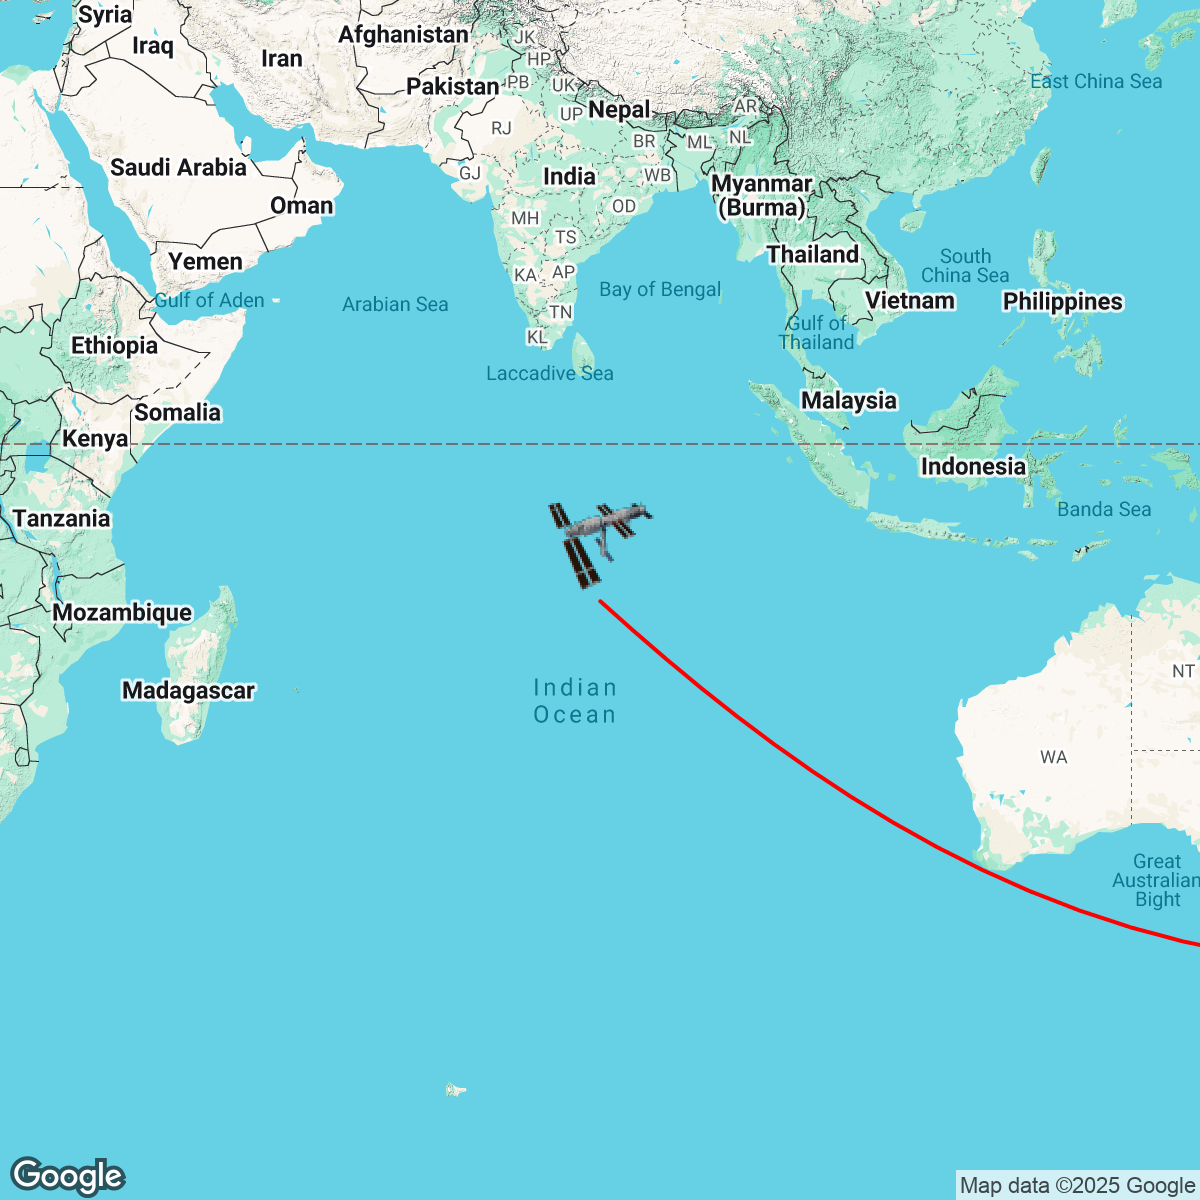 Syria
Iraq
Iran
Afghanistan
JK
HP
Pakistan
PB
UK
Nepal
AR
East China Sea
RJ
UP
BR
ML
NL
Saudi Arabia
GJ
India
WB
Myanmar
(Burma)
Oman
MH
OD
TS
Yemen
KA
AP
Thailand
South
China Sea
Gulf of Aden
Arabian Sea
Bay of Bengal
Vietnam
Philippines
TN
Gulf of
Thailand
Ethiopia
KL
Laccadive Sea
Malaysia
Somalia
Kenya
Indonesia
Tanzania
Banda Sea
Mozambique
NT
Madagascar
Indian
Ocean
WA
Great
Australian
Bight
Google
Map data ©2025 Google